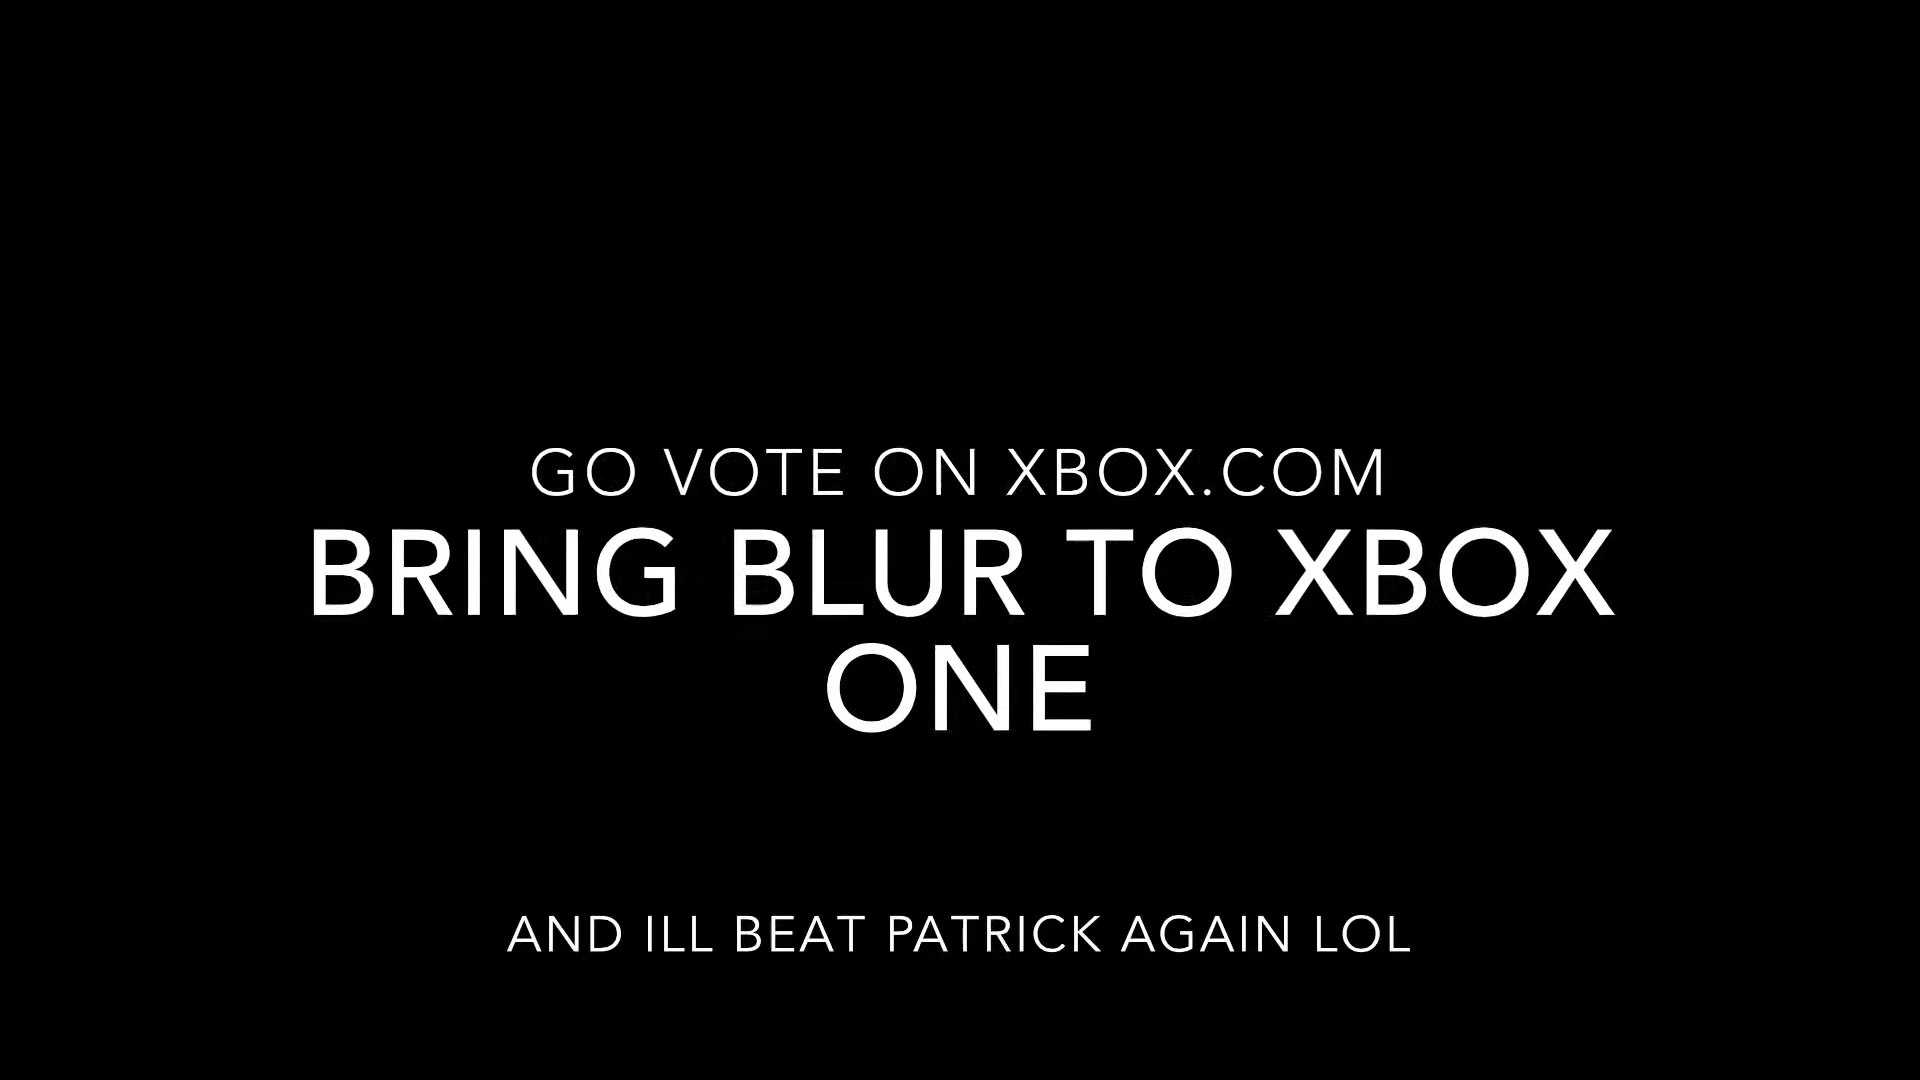 GO VOTE ON XBOX.COM
BRING BLUR TO XBOX
ONE
AND ILL BEAT PATRICK AGAIN LOL